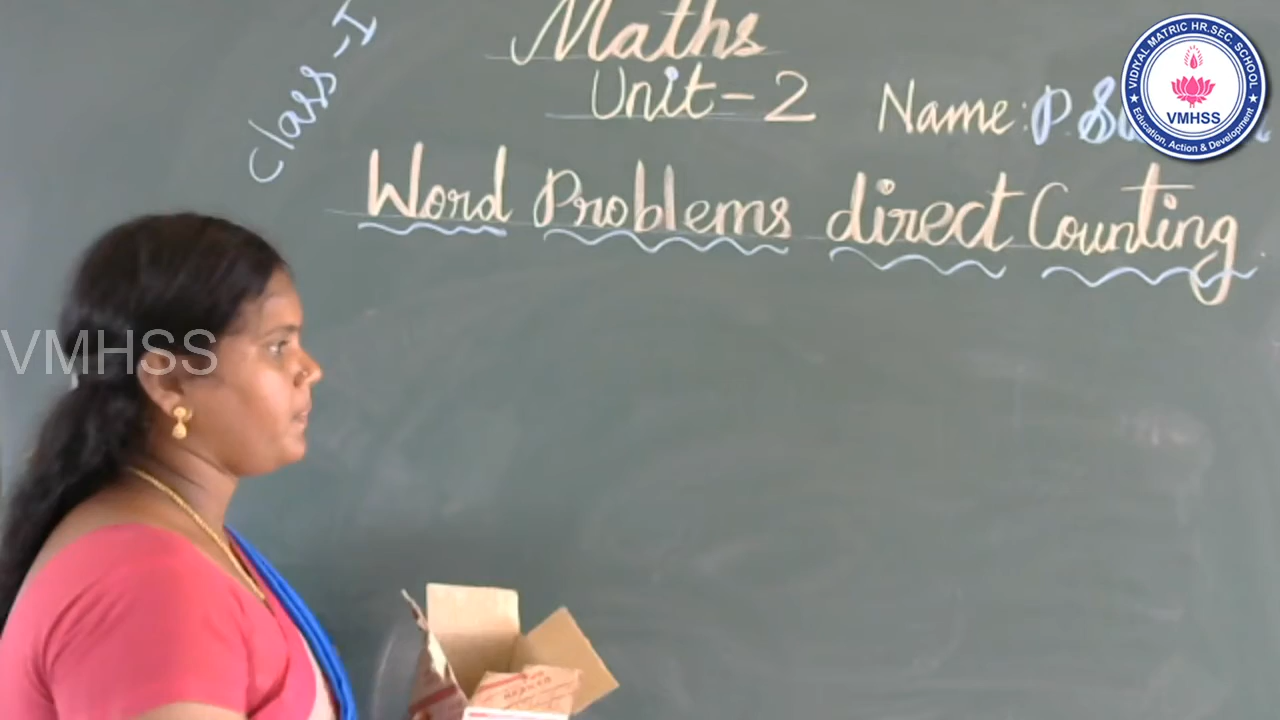 Maths
Class - I
Unit - 2
Name: P.
Word Problems direct Counting
VIDIYAL MATRIC HR.SEC. SCHOOL
VMHSS
Education, Action & Development
VMHSS